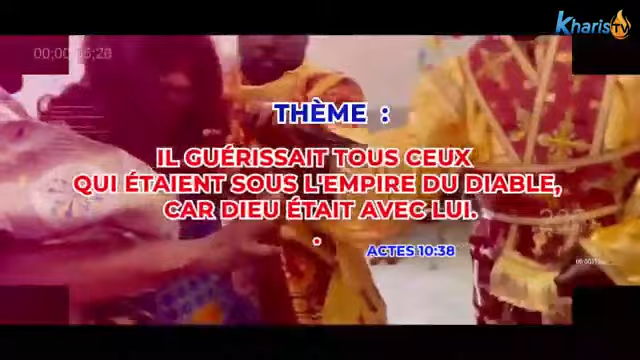 Kharis TV
THÈME :
IL GUÉRISSAIT TOUS CEUX
QUI ÉTAIENT SOUS L'EMPIRE DU DIABLE,
CAR DIEU ÉTAIT AVEC LUI.
.
ACTES 10:38